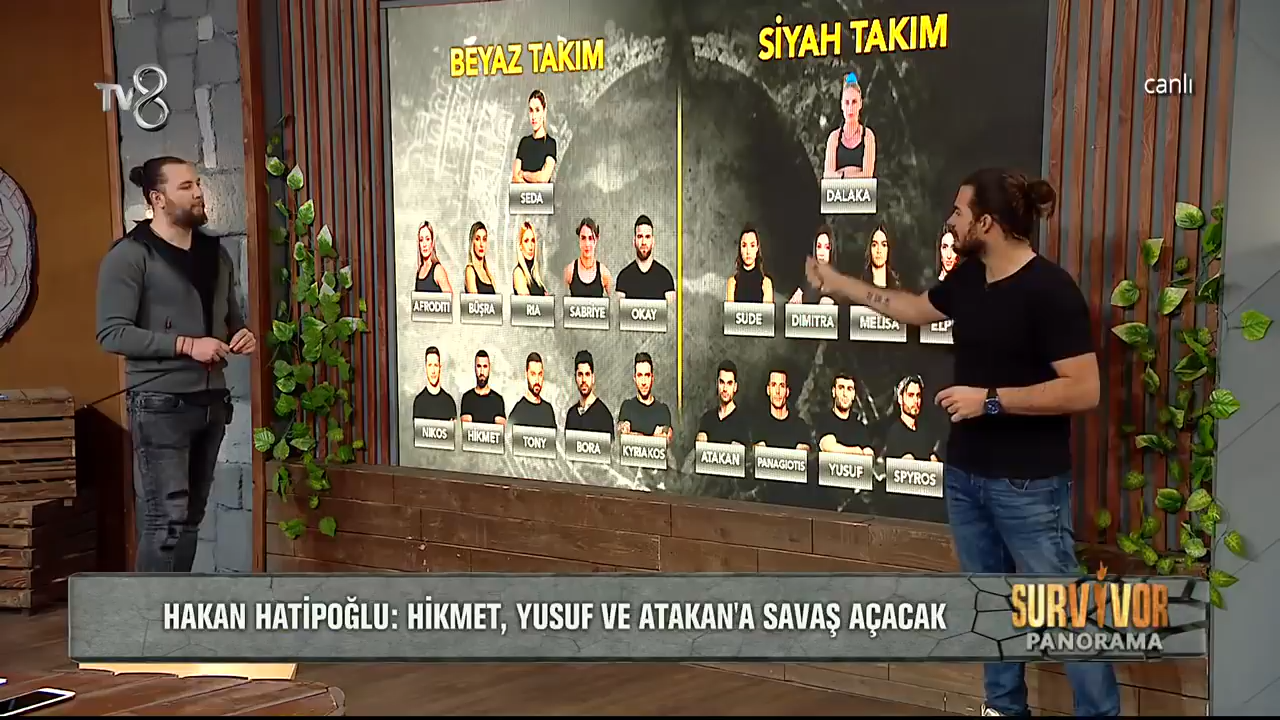 BEYAZ TAKIM
SİYAH TAKIM
TV8
canlı
SEDA
DALAKA
AFRODITI
BÜŞRA
RIA
SABRİYE
OKAY
SUDE
DIMITRA
MELİSA
NIKOS
HİKMET
TONY
BORA
KYRIAKOS
ATAKAN
PANAGIOTIS
YUSUF
SPYROS
HAKAN HATİPOĞLU: HİKMET, YUSUF VE ATAKAN'A SAVAŞ AÇACAK
SURVİVOR
PANORAMA